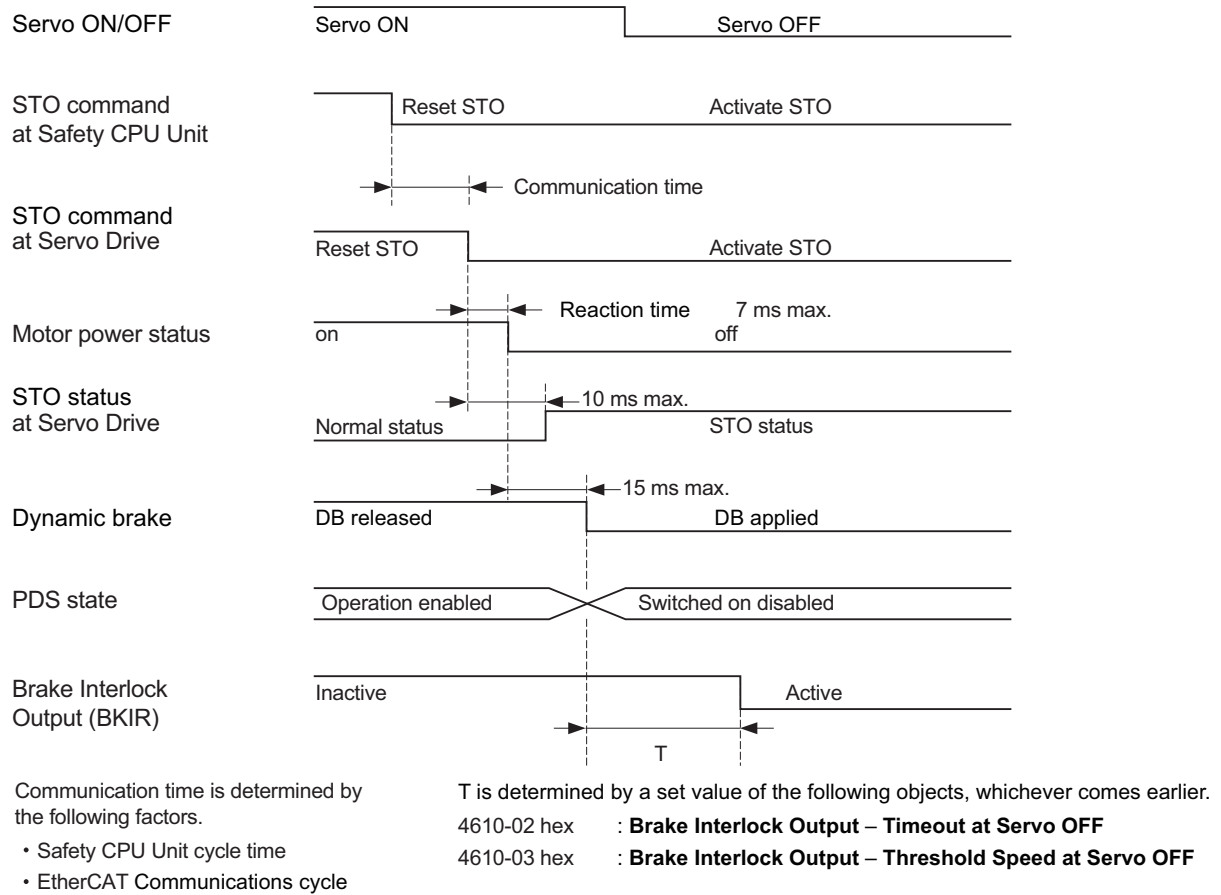 Servo ON/OFF
Servo ON
Servo OFF
STO command
at Safety CPU Unit
Reset STO
Activate STO
Communication time
STO command
at Servo Drive
Reset STO
Activate STO
Reaction time 7 ms max.
Motor power status
on
off
STO status
at Servo Drive
10 ms max.
Normal status
STO status
15 ms max.
Dynamic brake
DB released
DB applied
PDS state
Operation enabled
Switched on disabled
Brake Interlock
Output (BKIR)
Inactive
Active
T
Communication time is determined by
the following factors.
・Safety CPU Unit cycle time
・EtherCAT Communications cycle
T is determined by a set value of the following objects, whichever comes earlier.
4610-02 hex : Brake Interlock Output – Timeout at Servo OFF
4610-03 hex : Brake Interlock Output – Threshold Speed at Servo OFF